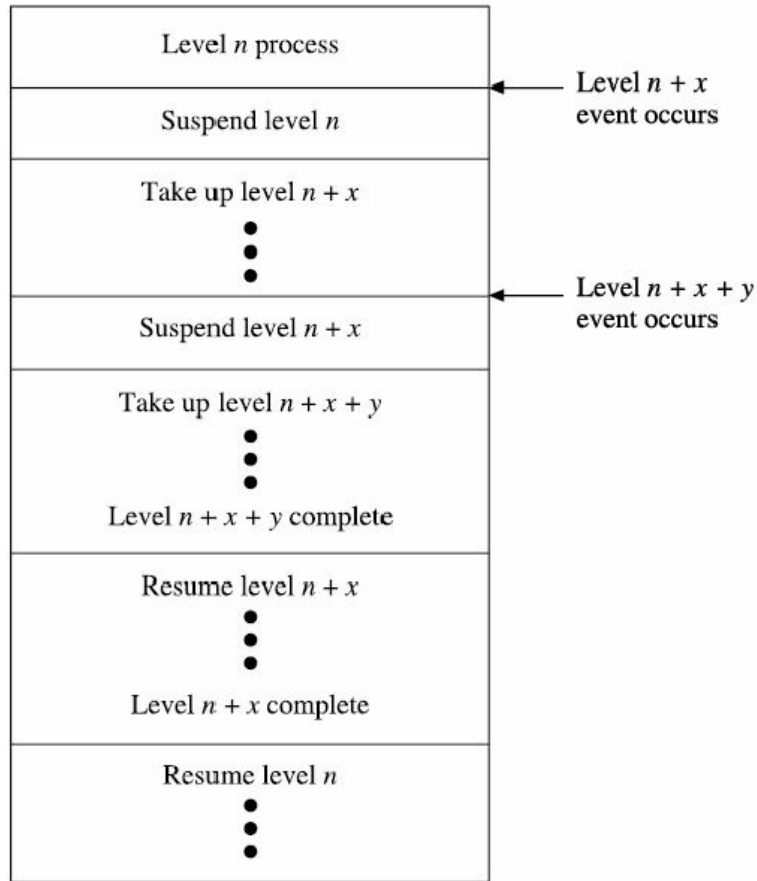 Level n process
Level n + x
event occurs
Suspend level n
Take up level n + x
Level n + x + y
event occurs
Suspend level n + x
Take up level n + x + y
Level n + x + y complete
Resume level n + x
Level n + x complete
Resume level n